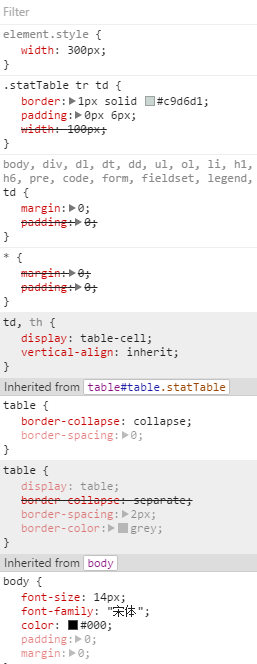 Filter
element.style {
width: 300px;
}
.statTable tr td {
border:▶1px solid #c9d6d1;
padding:▶0px 6px;
width: 100px;
}
body, div, dl, dt, dd, ul, ol, li, h1,
h6, pre, code, form, fieldset, legend,
td {
margin:▶0;
padding:▶0;
}
* {
margin:▶0;
padding:▶0;
}
td, th {
display: table-cell;
vertical-align: inherit;
}
Inherited from table#table.statTable
table {
border-collapse: collapse;
border-spacing:▶0;
}
table {
display: table;
border-collapse: separate;
border-spacing:▶2px;
border-color:▶grey;
}
Inherited from body
body {
font-size: 14px;
font-family: "宋体";
color: #000;
padding:▶0;
margin:▶0;